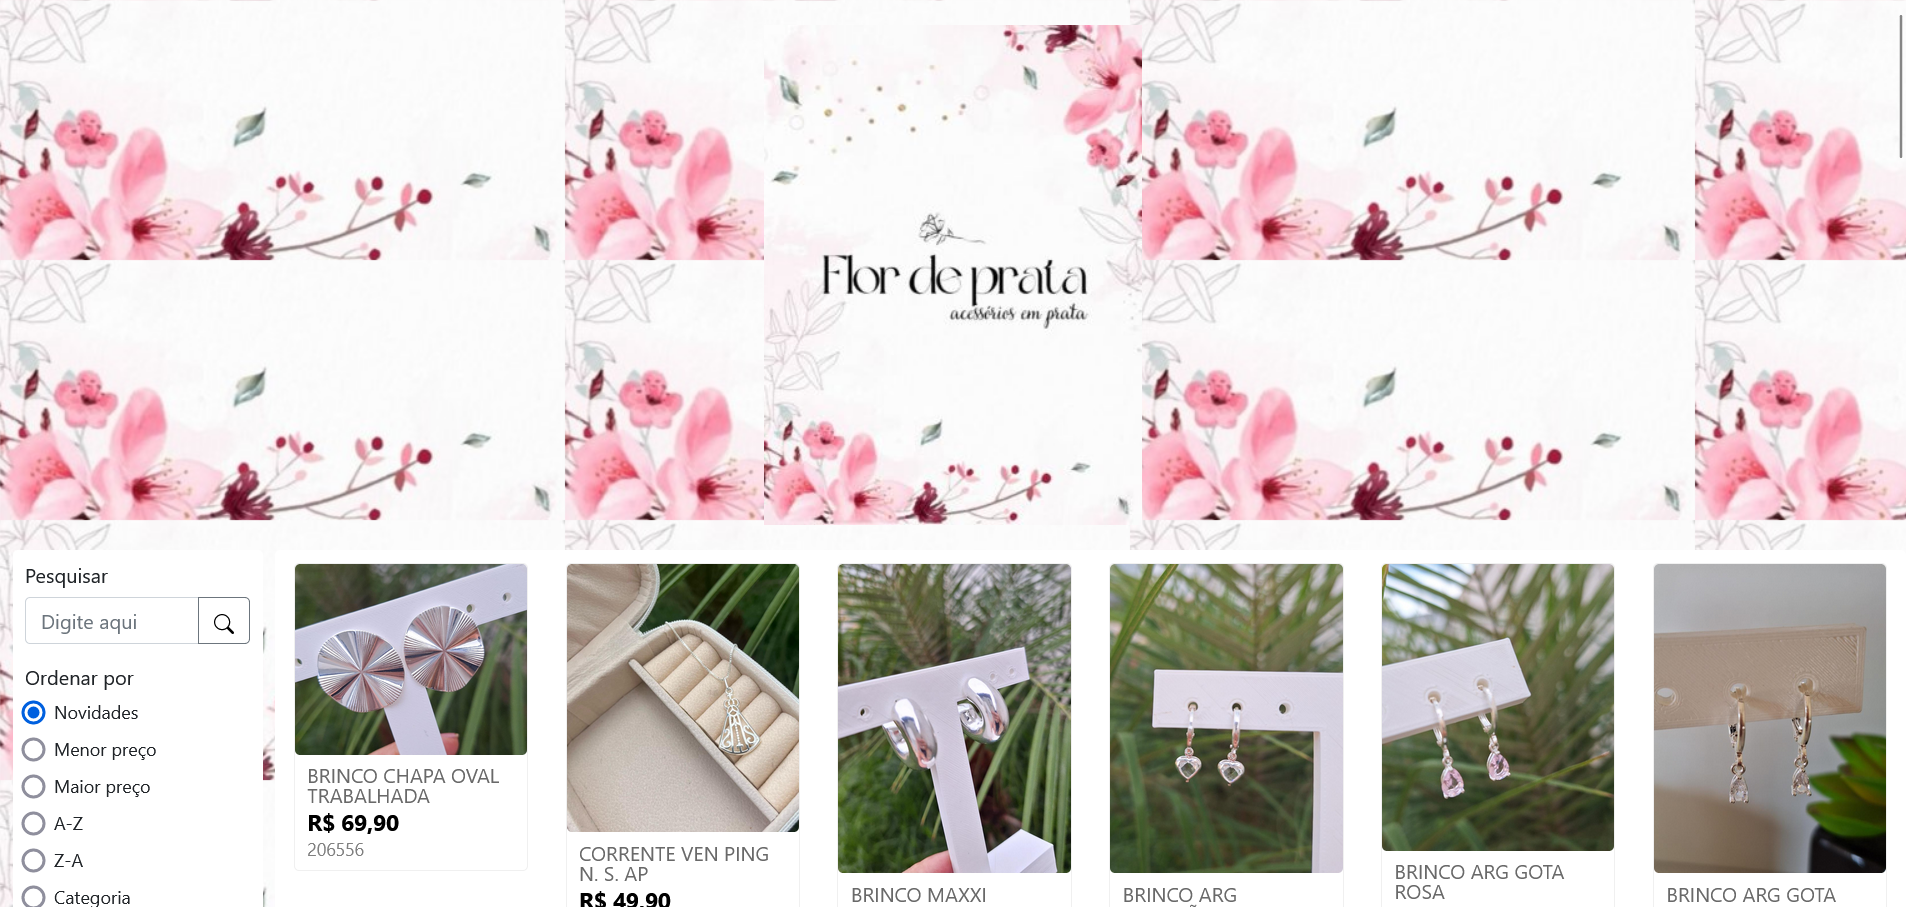 Flor de prata
acessórios em prata
Pesquisar
Digite aqui
Ordenar por
Novidades
Menor preço
Maior preço
A-Z
Z-A
Categoria
BRINCO CHAPA OVAL
TRABALHADA
R$ 69,90
206556
CORRENTE VEN PING
N. S. AP
R$ 49,90
BRINCO MAXXI
BRINCO ARG
BRINCO ARG GOTA
ROSA
BRINCO ARG GOTA